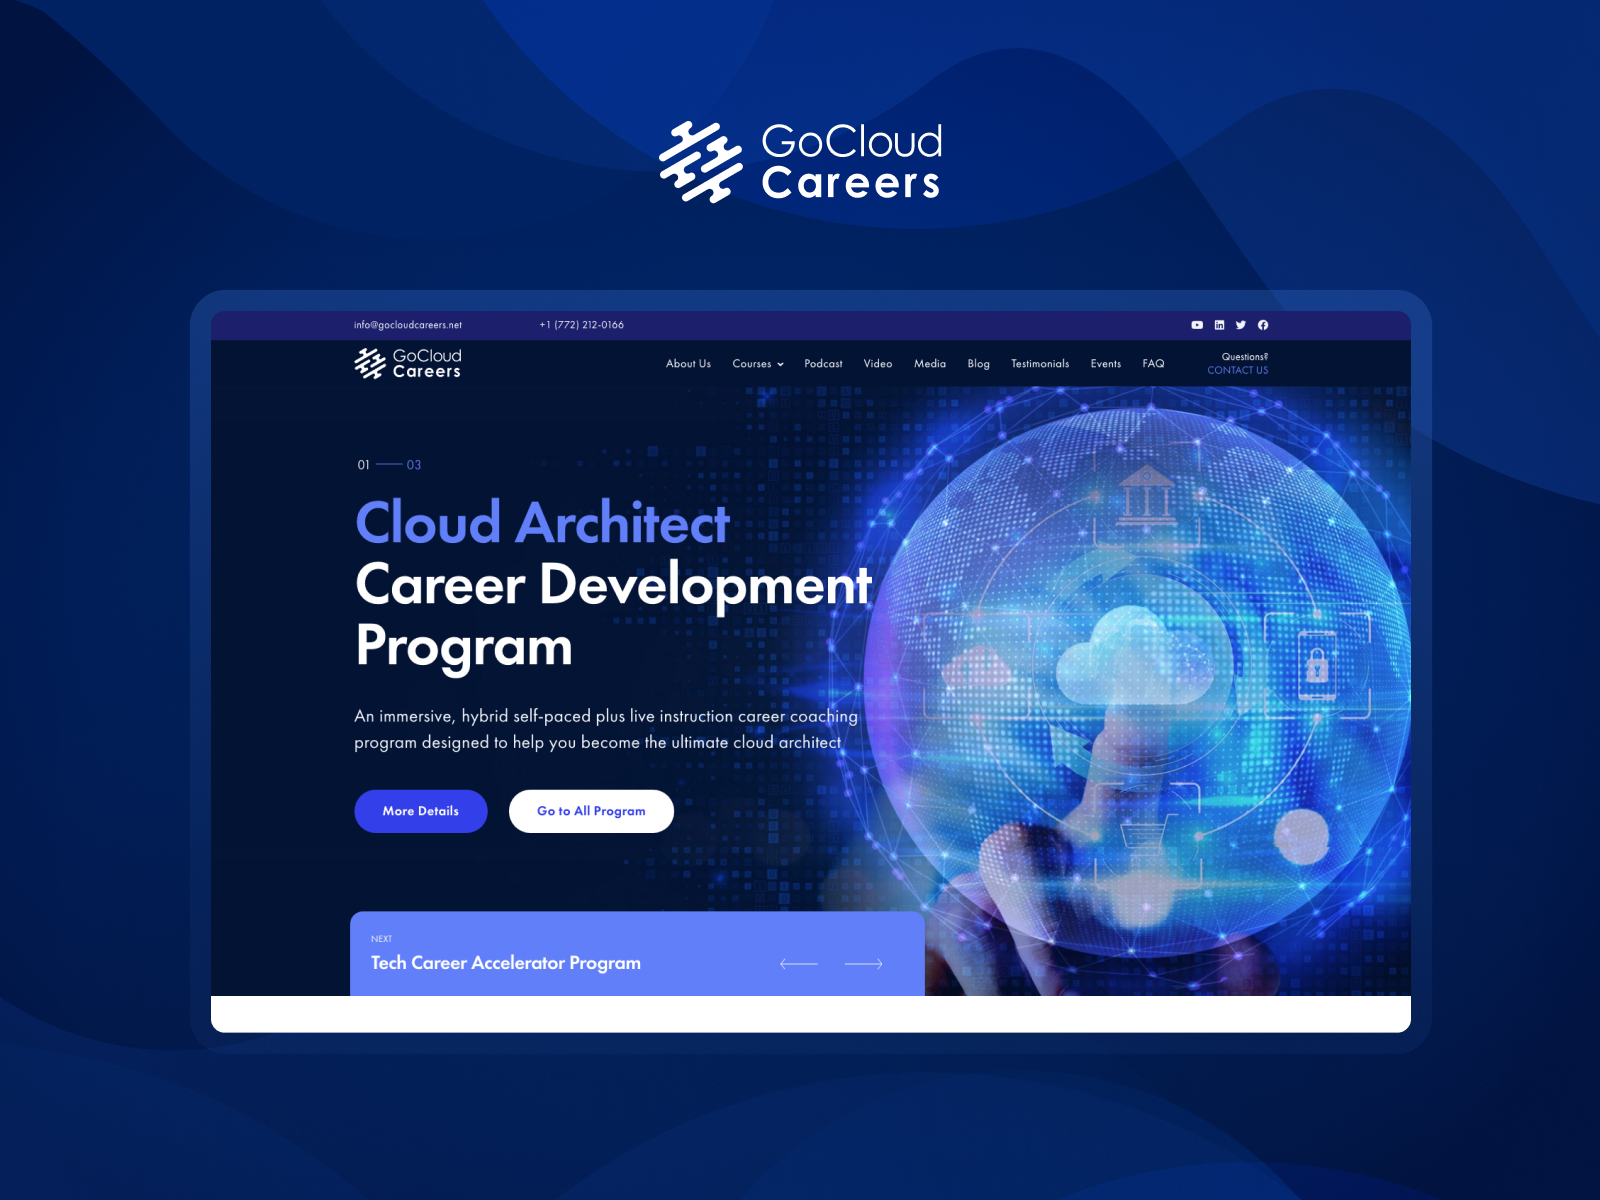 GoCloud
Careers
info@gocloudcareers.net
+1 (772) 212-0166
GoCloud
Careers
About Us
Courses
Podcast
Video
Media
Blog
Testimonials
Events
FAQ
Questions?
CONTACT US
01
03
Cloud Architect
Career Development
Program
An immersive, hybrid self-paced plus live instruction career coaching
program designed to help you become the ultimate cloud architect
More Details
Go to All Program
NEXT
Tech Career Accelerator Program